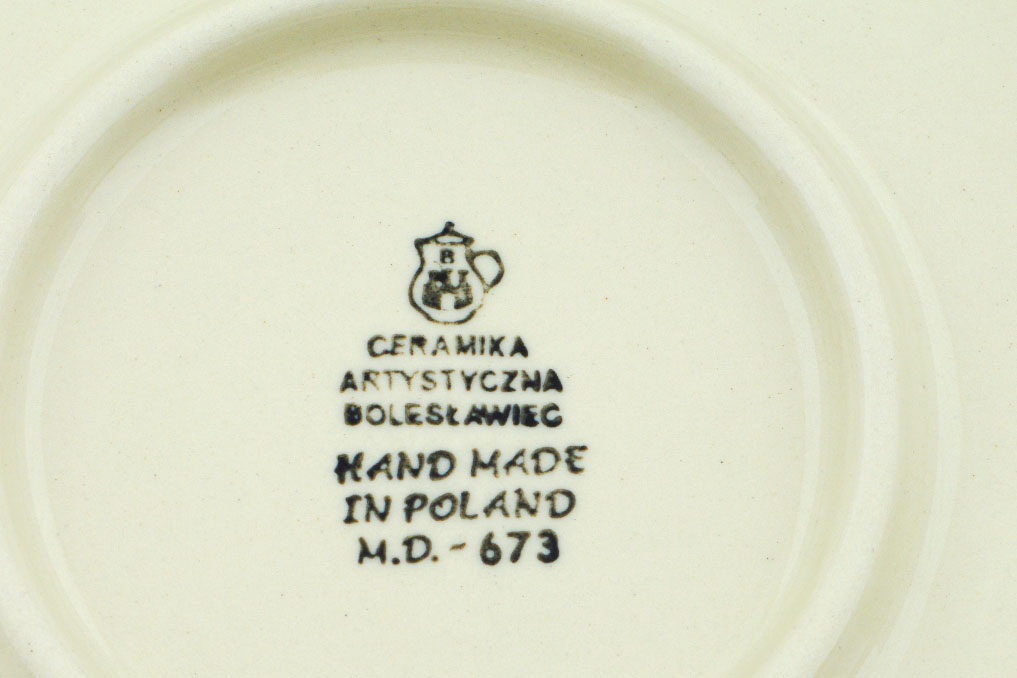 B
CERAMIKA
ARTYSTYCZNA
BOLESŁAWIEC
HAND MADE
IN POLAND
M.D. - 673